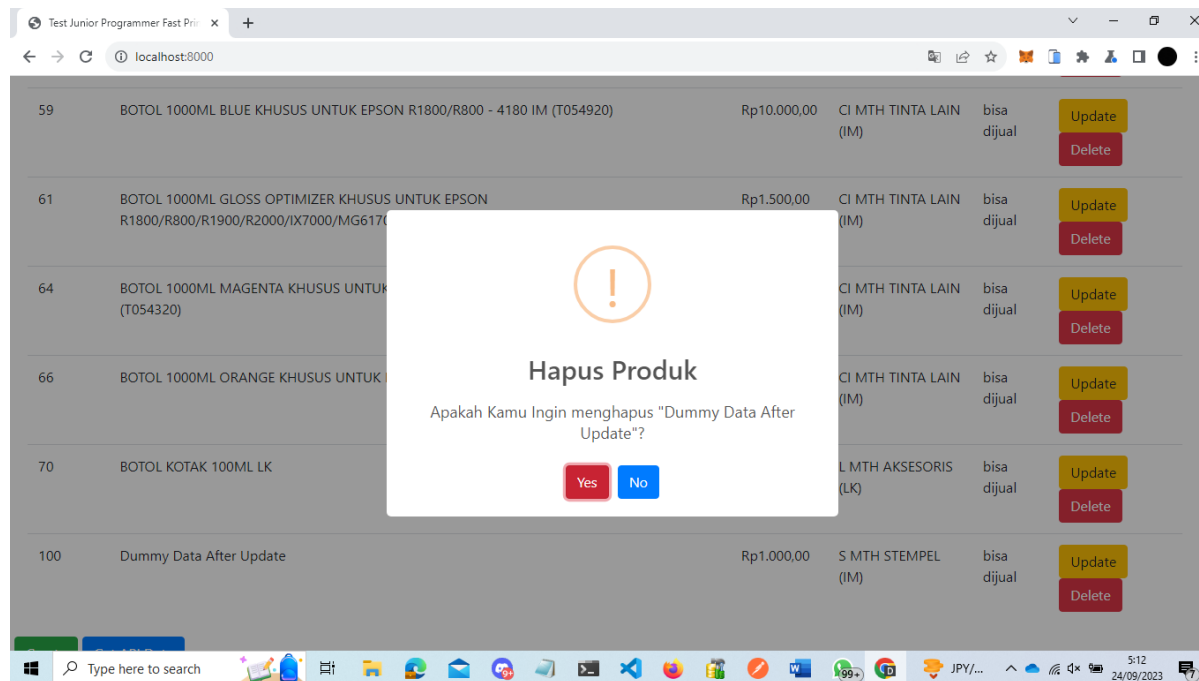 Test Junior Programmer Fast Pri
localhost:8000
59 BOTOL 1000ML BLUE KHUSUS UNTUK EPSON R1800/R800 - 4180 IM (T054920) Rp10.000,00 CI MTH TINTA LAIN bisa
(IM) dijual
Update
Delete
61 BOTOL 1000ML GLOSS OPTIMIZER KHUSUS UNTUK EPSON Rp1.500,00 CI MTH TINTA LAIN bisa
R1800/R800/R1900/R2000/IX7000/MG6170 (IM) dijual
Update
Delete
64 BOTOL 1000ML MAGENTA KHUSUS UNTUK CI MTH TINTA LAIN bisa
(T054320) (IM) dijual
Update
Delete
66 BOTOL 1000ML ORANGE KHUSUS UNTUK CI MTH TINTA LAIN bisa
(IM) dijual
Update
Delete
70 BOTOL KOTAK 100ML LK L MTH AKSESORIS bisa
(LK) dijual
Update
Delete
100 Dummy Data After Update Rp1.000,00 S MTH STEMPEL bisa
(IM) dijual
Update
Delete
!
Hapus Produk
Apakah Kamu Ingin menghapus "Dummy Data After
Update"?
Yes No
Type here to search
99+
JPY/...
5:12
24/09/2023